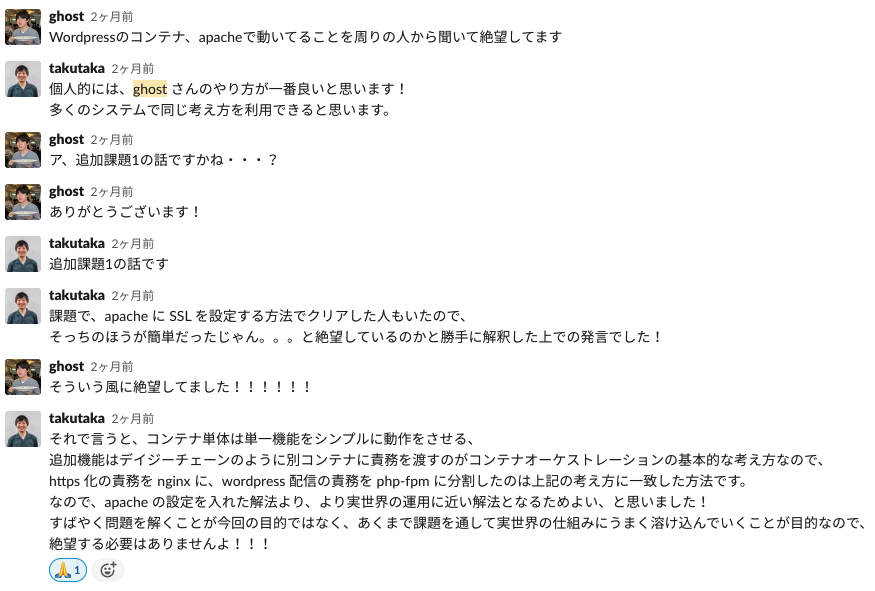 ghost 2ヶ月前
Wordpressのコンテナ、apacheで動いてることを周りの人から聞いて絶望してます
takutaka 2ヶ月前
個人的には、ghost さんのやり方が一番良いと思います！
多くのシステムで同じ考え方を利用できると思います。
ghost 2ヶ月前
ア、追加課題1の話ですかね・・・？
ghost 2ヶ月前
ありがとうございます！
takutaka 2ヶ月前
追加課題1の話です
takutaka 2ヶ月前
課題で、apache に SSL を設定する方法でクリアした人もいたので、
そっちのほうが簡単だったじゃん。。。と絶望しているのかと勝手に解釈した上での発言でした！
ghost 2ヶ月前
そういう風に絶望してました！！！！！！
takutaka 2ヶ月前
それで言うと、コンテナ単体は単一機能をシンプルに動作をさせる、
追加機能はデイジーチェーンのように別コンテナに責務を渡すのがコンテナオーケストレーションの基本的な考え方なので、
https 化の責務を nginx に、wordpress 配信の責務を php-fpm に分割したのは上記の考え方に一致した方法です。
なので、apache の設定を入れた解法より、より実世界の運用に近い解法となるためよい、と思いました！
すばやく問題を解くことが今回の目的ではなく、あくまで課題を通して実世界の仕組みにうまく溶け込んでいくことが目的なので、
絶望する必要はありませんよ！！！
🙏 1